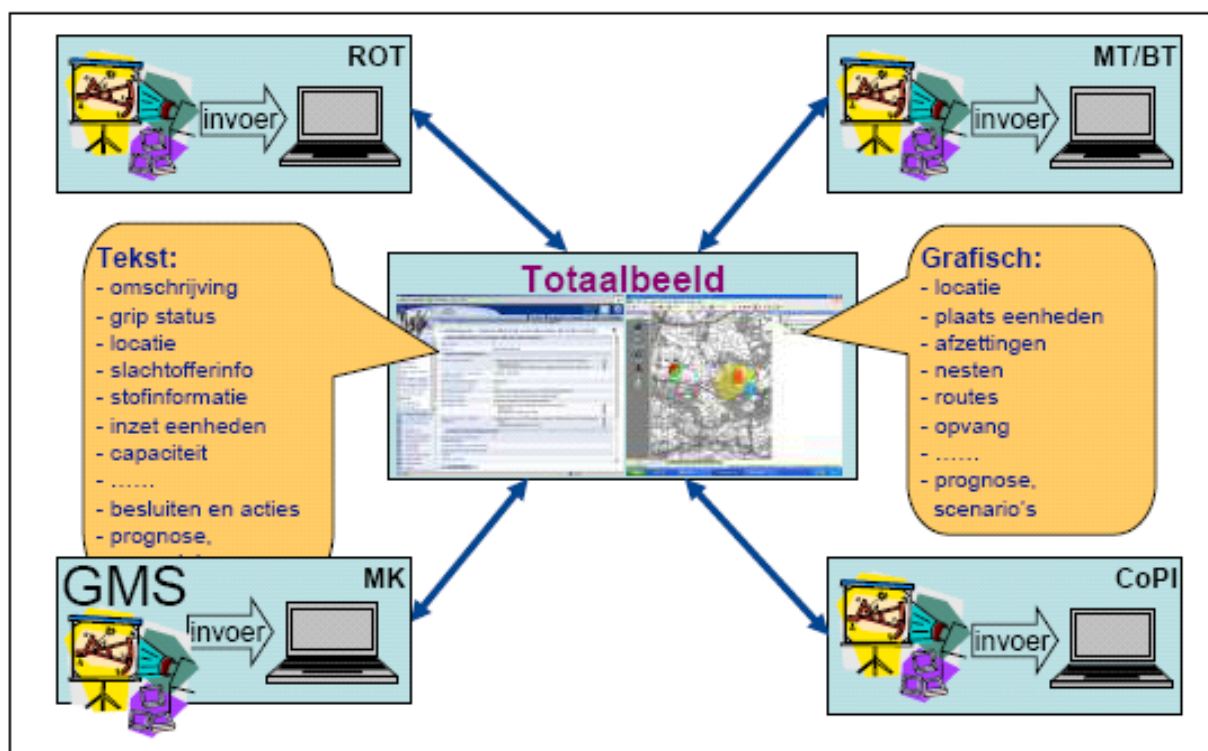 ROT
invoer
MT/BT
invoer
Tekst:
- omschrijving
- grip status
- locatie
- slachtofferinfo
- stofinformatie
- inzet eenheden
- capaciteit
- ......
- besluiten en acties
- prognose,
Totaalbeeld
Grafisch:
- locatie
- plaats eenheden
- afzettingen
- nesten
- routes
- opvang
- ......
- prognose,
scenario's
GMS
MK
invoer
CoPI
invoer